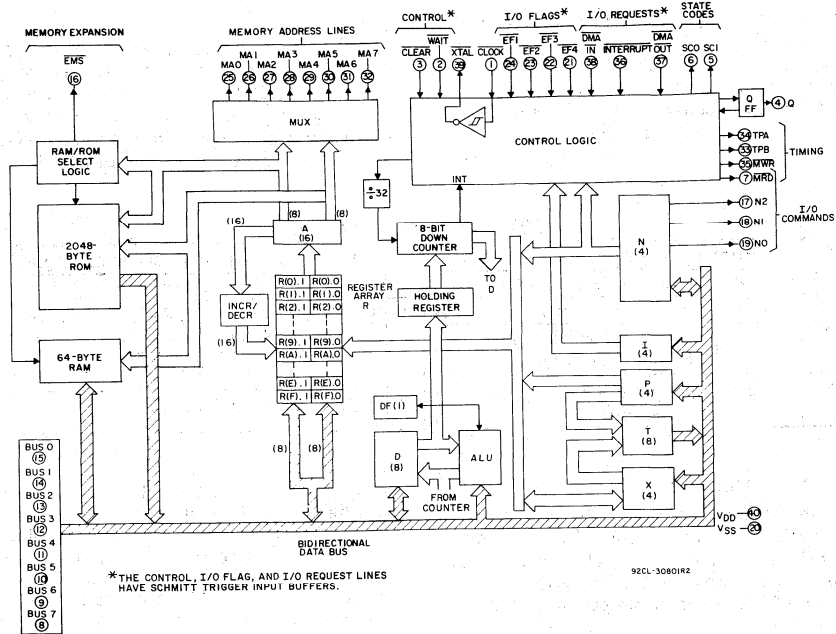 MEMORY EXPANSION
EMS
16
MEMORY ADDRESS LINES
MA0 MA1 MA2 MA3 MA4 MA5 MA6 MA7
25 26 27 28 29 30 31 32
CONTROL*
CLEAR WAIT XTAL CLOCK
3 2 39 1
I/O FLAGS*
EF1 EF2 EF3 EF4
24 23 22 21
I/O REQUESTS*
DMA IN INTERRUPT DMA OUT
38 36 37
STATE CODES
SC0 SC1
6 5
MUX
CONTROL LOGIC
INT
Q FF
4 Q
34 TPA
33 TPB
35 MWR
7 MRD
TIMING
I/O COMMANDS
17 N2
18 N1
19 N0
RAM/ROM SELECT LOGIC
2048-BYTE ROM
64-BYTE RAM
÷32
8-BIT DOWN COUNTER
TO D
HOLDING REGISTER
(16) (8) (8)
A (16)
INCR/DECR
(16)
REGISTER ARRAY R
R(0).1 R(0).0
R(1).1 R(1).0
R(2).1 R(2).0
R(9).1 R(9).0
R(A).1 R(A).0
R(E).1 R(E).0
R(F).1 R(F).0
(8) (8)
DF(1)
D (8)
ALU
FROM COUNTER
N (4)
I (4)
P (4)
T (8)
X (4)
BUS 0
15
BUS 1
14
BUS 2
13
BUS 3
12
BUS 4
11
BUS 5
10
BUS 6
9
BUS 7
8
BIDIRECTIONAL DATA BUS
VDD 40
VSS 20
*THE CONTROL, I/O FLAG, AND I/O REQUEST LINES
HAVE SCHMITT TRIGGER INPUT BUFFERS.
92CL-30801R2